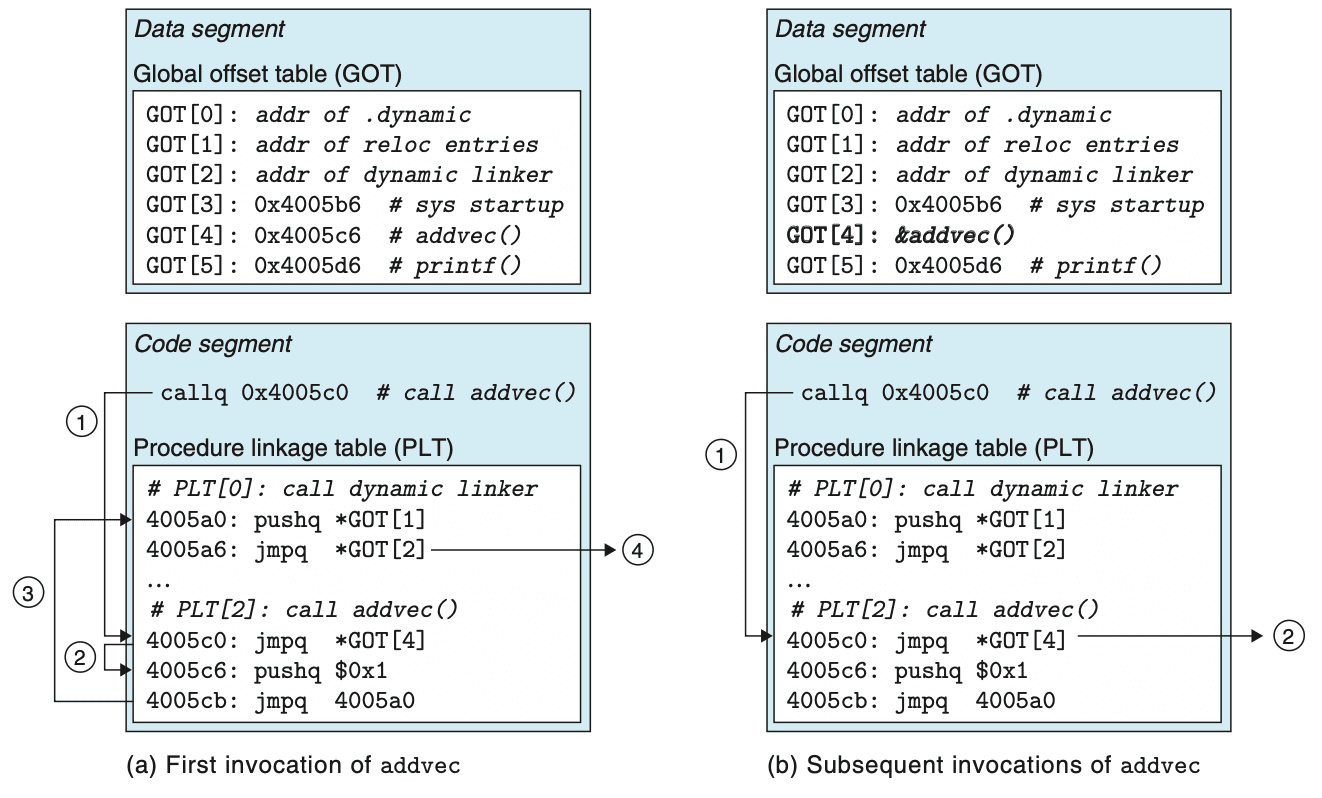 Data segment
Global offset table (GOT)
GOT[0]: addr of .dynamic
GOT[1]: addr of reloc entries
GOT[2]: addr of dynamic linker
GOT[3]: 0x4005b6 # sys startup
GOT[4]: 0x4005c6 # addvec()
GOT[5]: 0x4005d6 # printf()
Code segment
callq 0x4005c0 # call addvec()
1
Procedure linkage table (PLT)
# PLT[0]: call dynamic linker
4005a0: pushq *GOT[1]
4005a6: jmpq *GOT[2]
4
...
3
# PLT[2]: call addvec()
4005c0: jmpq *GOT[4]
2
4005c6: pushq $0x1
4005cb: jmpq 4005a0
(a) First invocation of addvec
Data segment
Global offset table (GOT)
GOT[0]: addr of .dynamic
GOT[1]: addr of reloc entries
GOT[2]: addr of dynamic linker
GOT[3]: 0x4005b6 # sys startup
GOT[4]: &addvec()
GOT[5]: 0x4005d6 # printf()
Code segment
callq 0x4005c0 # call addvec()
1
Procedure linkage table (PLT)
# PLT[0]: call dynamic linker
4005a0: pushq *GOT[1]
4005a6: jmpq *GOT[2]
...
# PLT[2]: call addvec()
4005c0: jmpq *GOT[4]
2
4005c6: pushq $0x1
4005cb: jmpq 4005a0
(b) Subsequent invocations of addvec